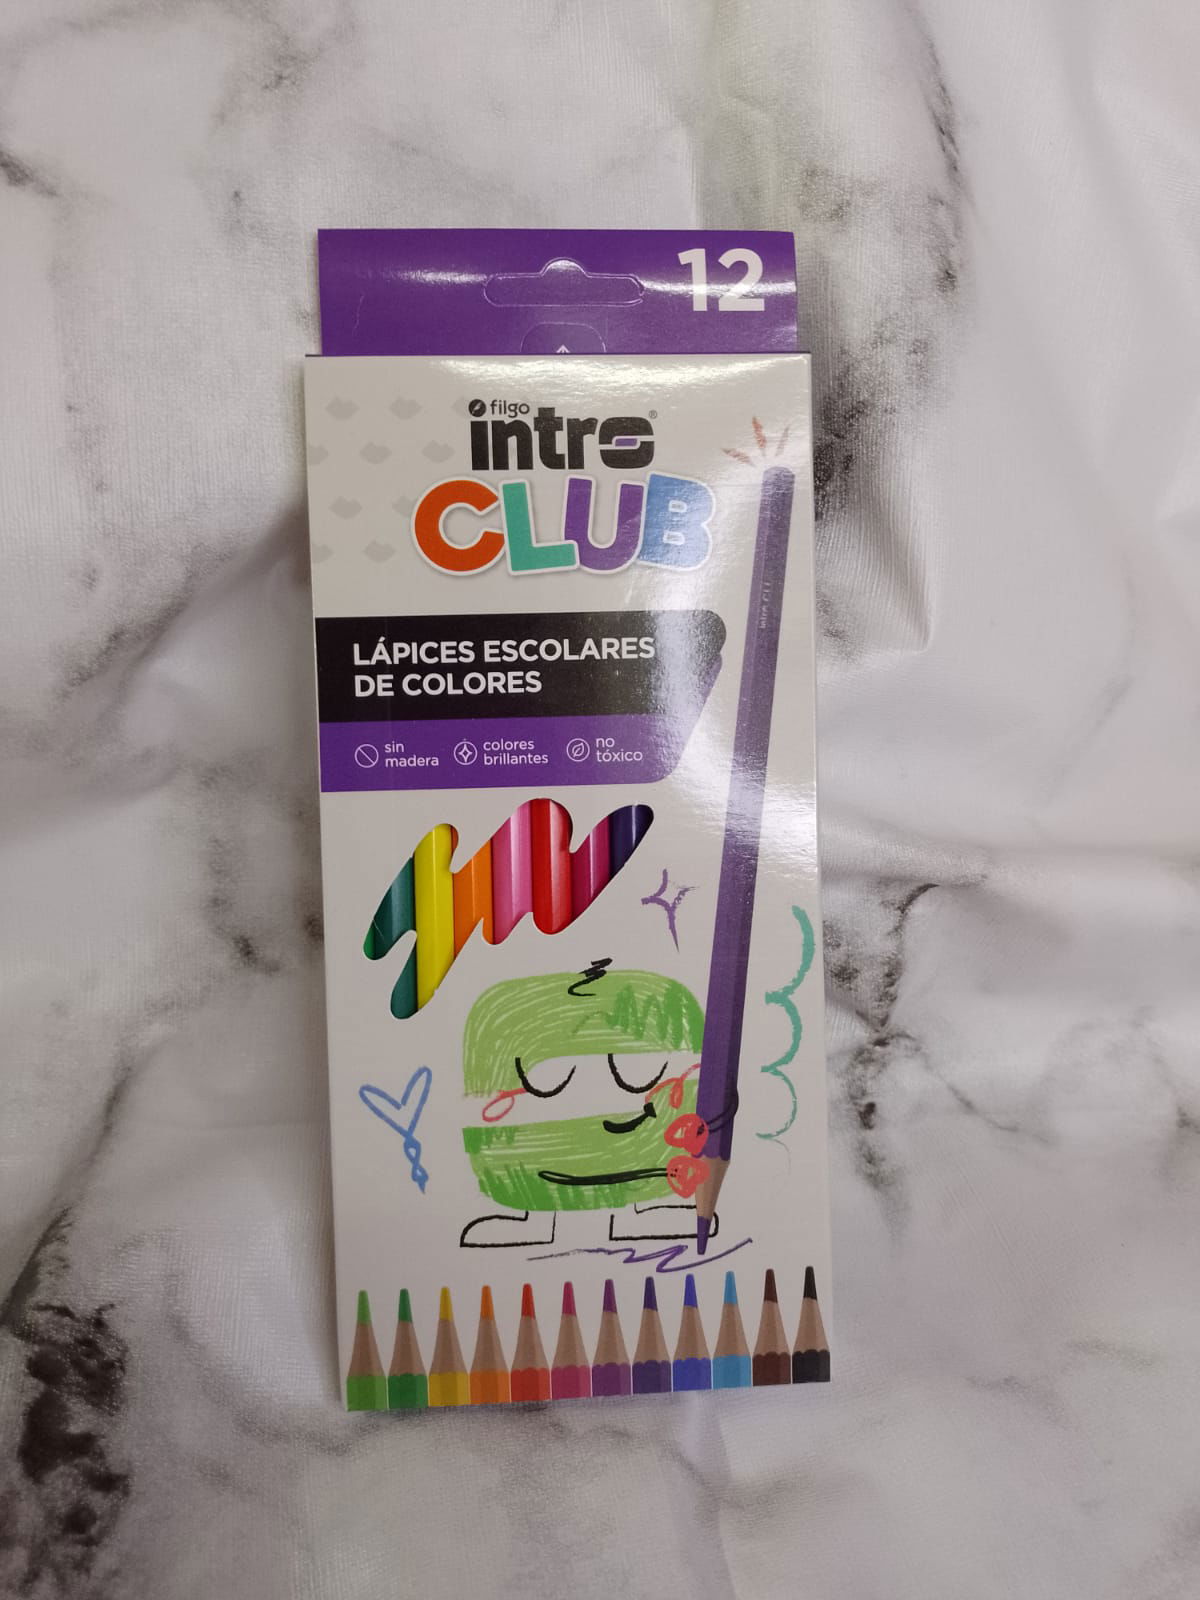 12
filgo
intro®
CLUB
LÁPICES ESCOLARES
DE COLORES
sin
madera
colores
brillantes
no
tóxico